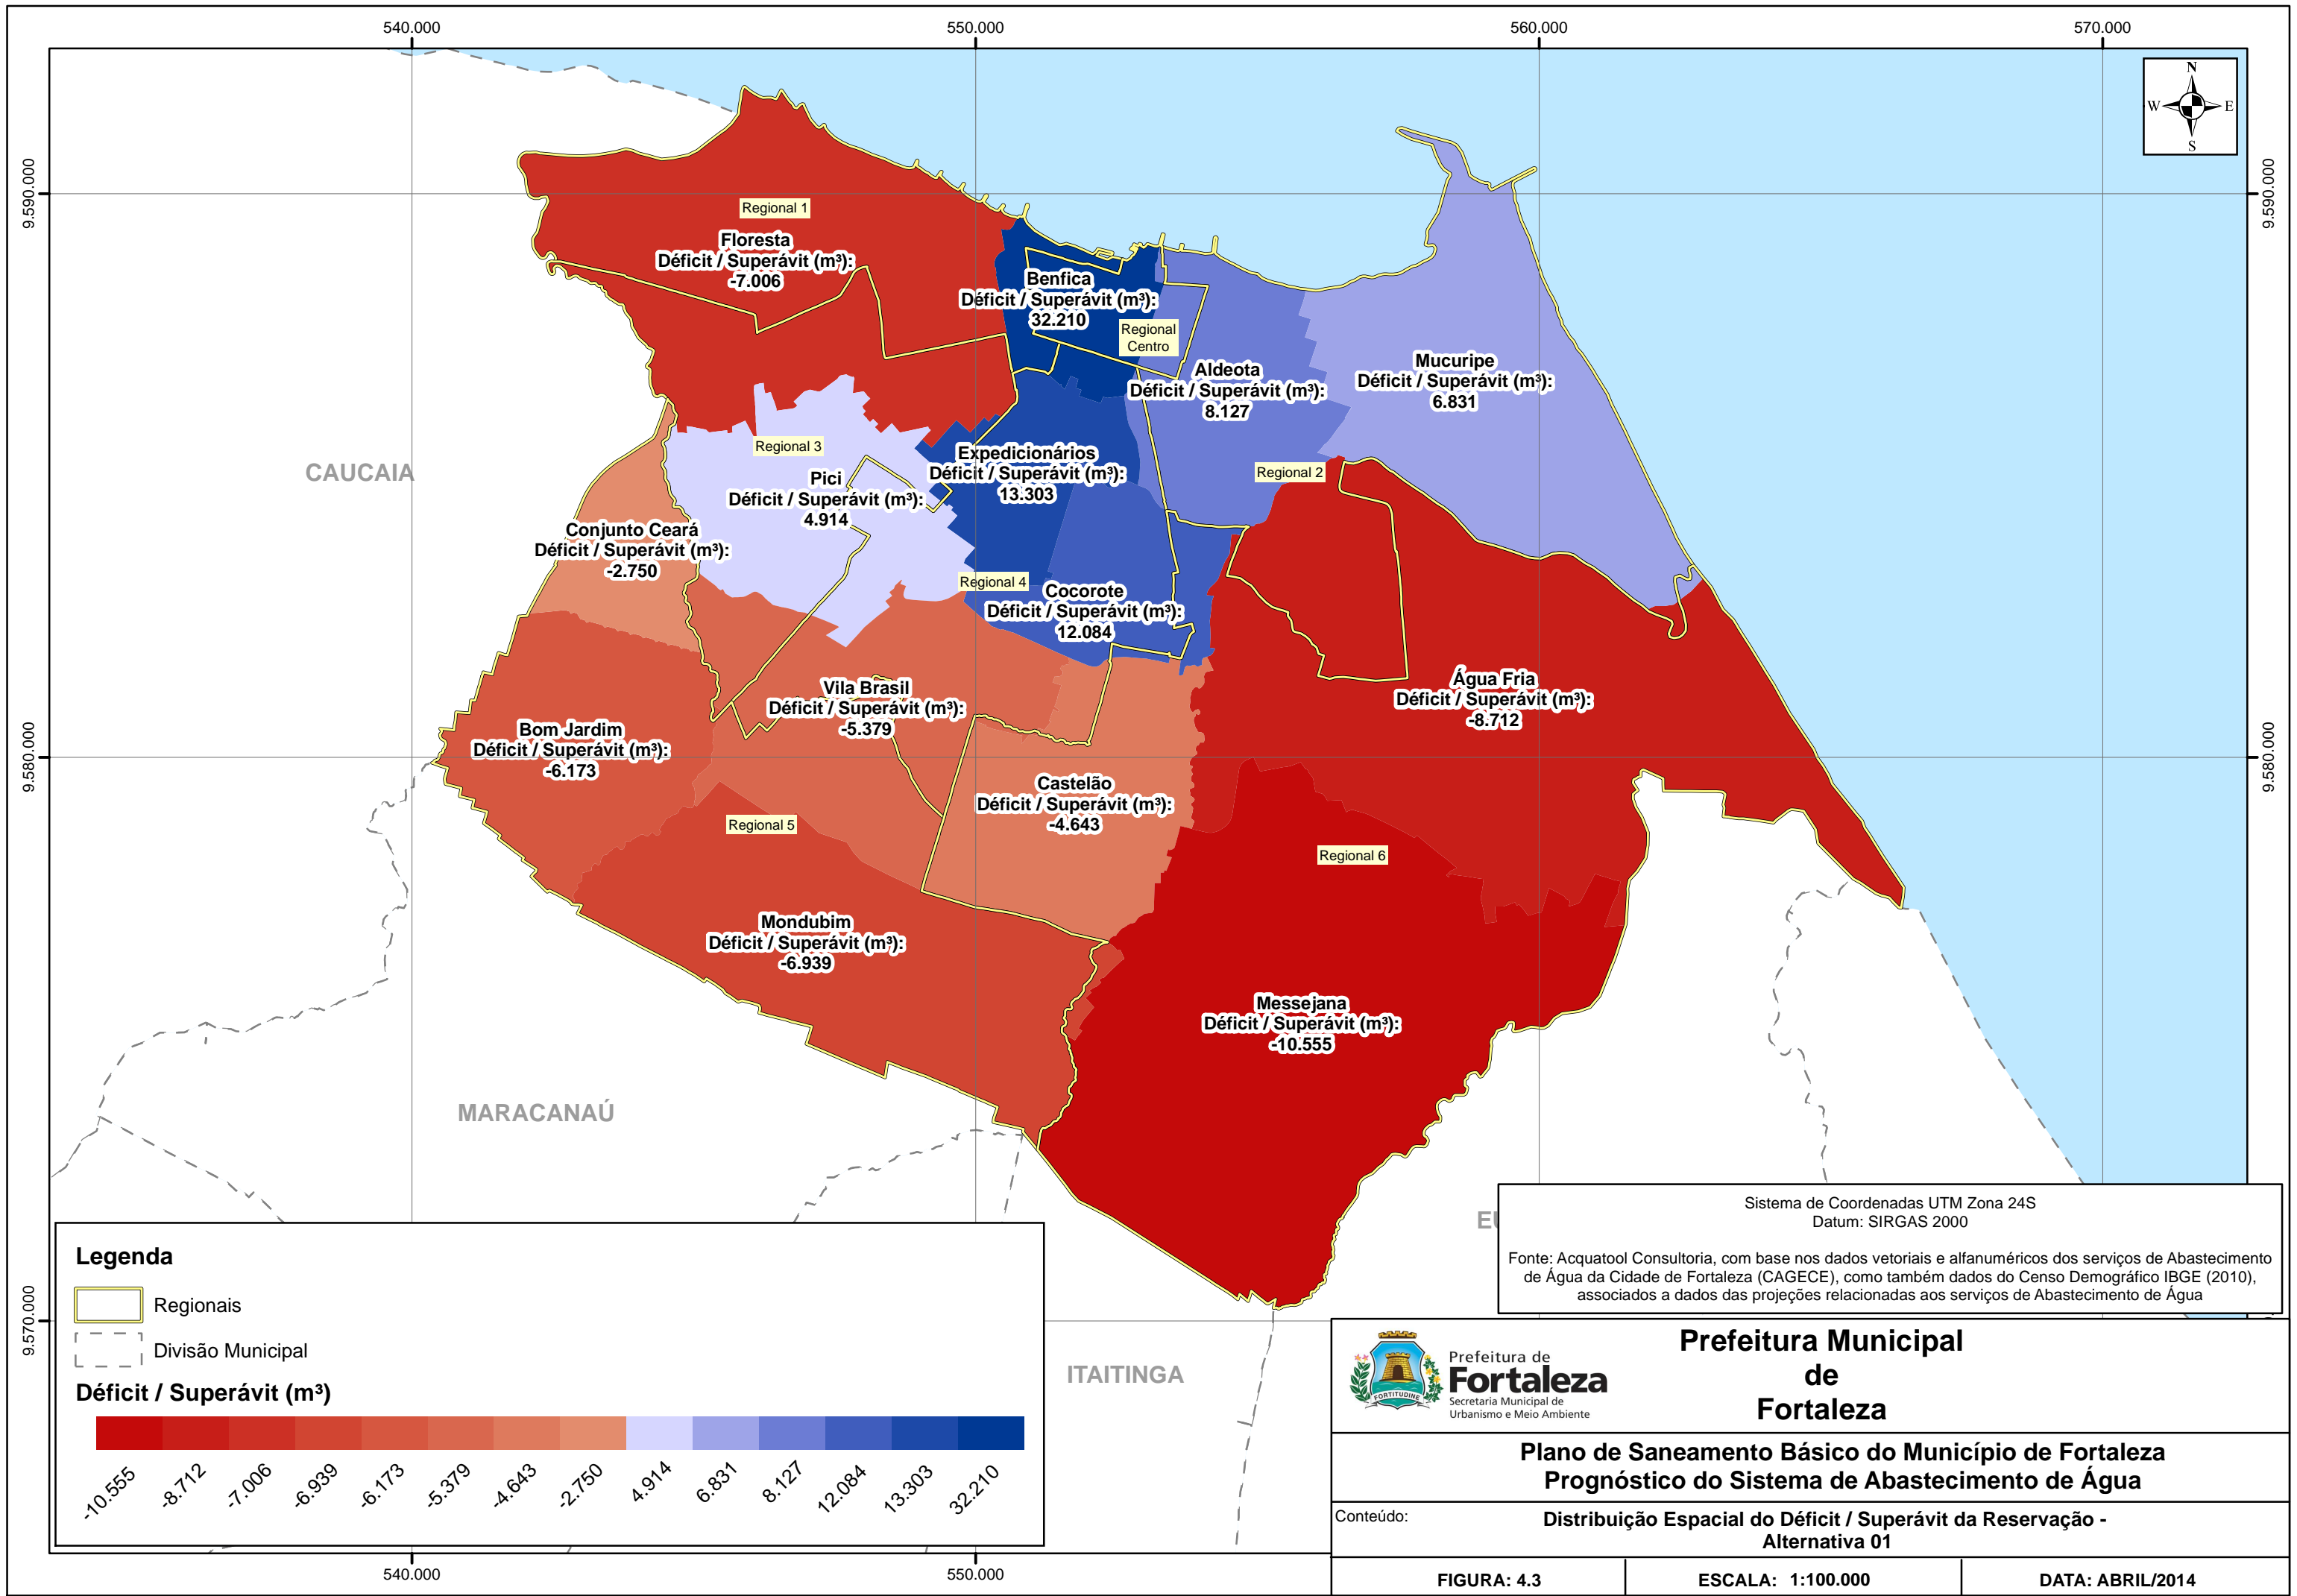 540.000
550.000
560.000
570.000
N
W
E
S
9.590.000
9.590.000
Regional 1
Floresta
Déficit / Superávit (m³):
-7.006
Benfica
Déficit / Superávit (m³):
32.210
Regional
Centro
Aldeota
Déficit / Superávit (m³):
8.127
Mucuripe
Déficit / Superávit (m³):
6.831
CAUCAIA
Regional 3
Pici
Déficit / Superávit (m³):
4.914
Expedicionários
Déficit / Superávit (m³):
13.303
Regional 2
Conjunto Ceará
Déficit / Superávit (m³):
-2.750
Regional 4
Cocorote
Déficit / Superávit (m³):
12.084
Vila Brasil
Déficit / Superávit (m³):
-5.379
Água Fria
Déficit / Superávit (m³):
-8.712
Bom Jardim
Déficit / Superávit (m³):
-6.173
9.580.000
9.580.000
Castelão
Déficit / Superávit (m³):
-4.643
Regional 5
Regional 6
Mondubim
Déficit / Superávit (m³):
-6.939
Messejana
Déficit / Superávit (m³):
-10.555
MARACANAÚ
Sistema de Coordenadas UTM Zona 24S
Datum: SIRGAS 2000
Fonte: Acquatool Consultoria, com base nos dados vetoriais e alfanuméricos dos serviços de Abastecimento
de Água da Cidade de Fortaleza (CAGECE), como também dados do Censo Demográfico IBGE (2010),
associados a dados das projeções relacionadas aos serviços de Abastecimento de Água
9.570.000
ITAITINGA
Legenda
Regionais
Divisão Municipal
Déficit / Superávit (m³)
-10.555
-8.712
-7.006
-6.939
-6.173
-5.379
-4.643
-2.750
4.914
6.831
8.127
12.084
13.303
32.210
FORTITUDINE
Prefeitura de
Fortaleza
Secretaria Municipal de
Urbanismo e Meio Ambiente
Prefeitura Municipal
de
Fortaleza
Plano de Saneamento Básico do Município de Fortaleza
Prognóstico do Sistema de Abastecimento de Água
Conteúdo:
Distribuição Espacial do Déficit / Superávit da Reservação -
Alternativa 01
FIGURA: 4.3
ESCALA: 1:100.000
DATA: ABRIL/2014
540.000
550.000